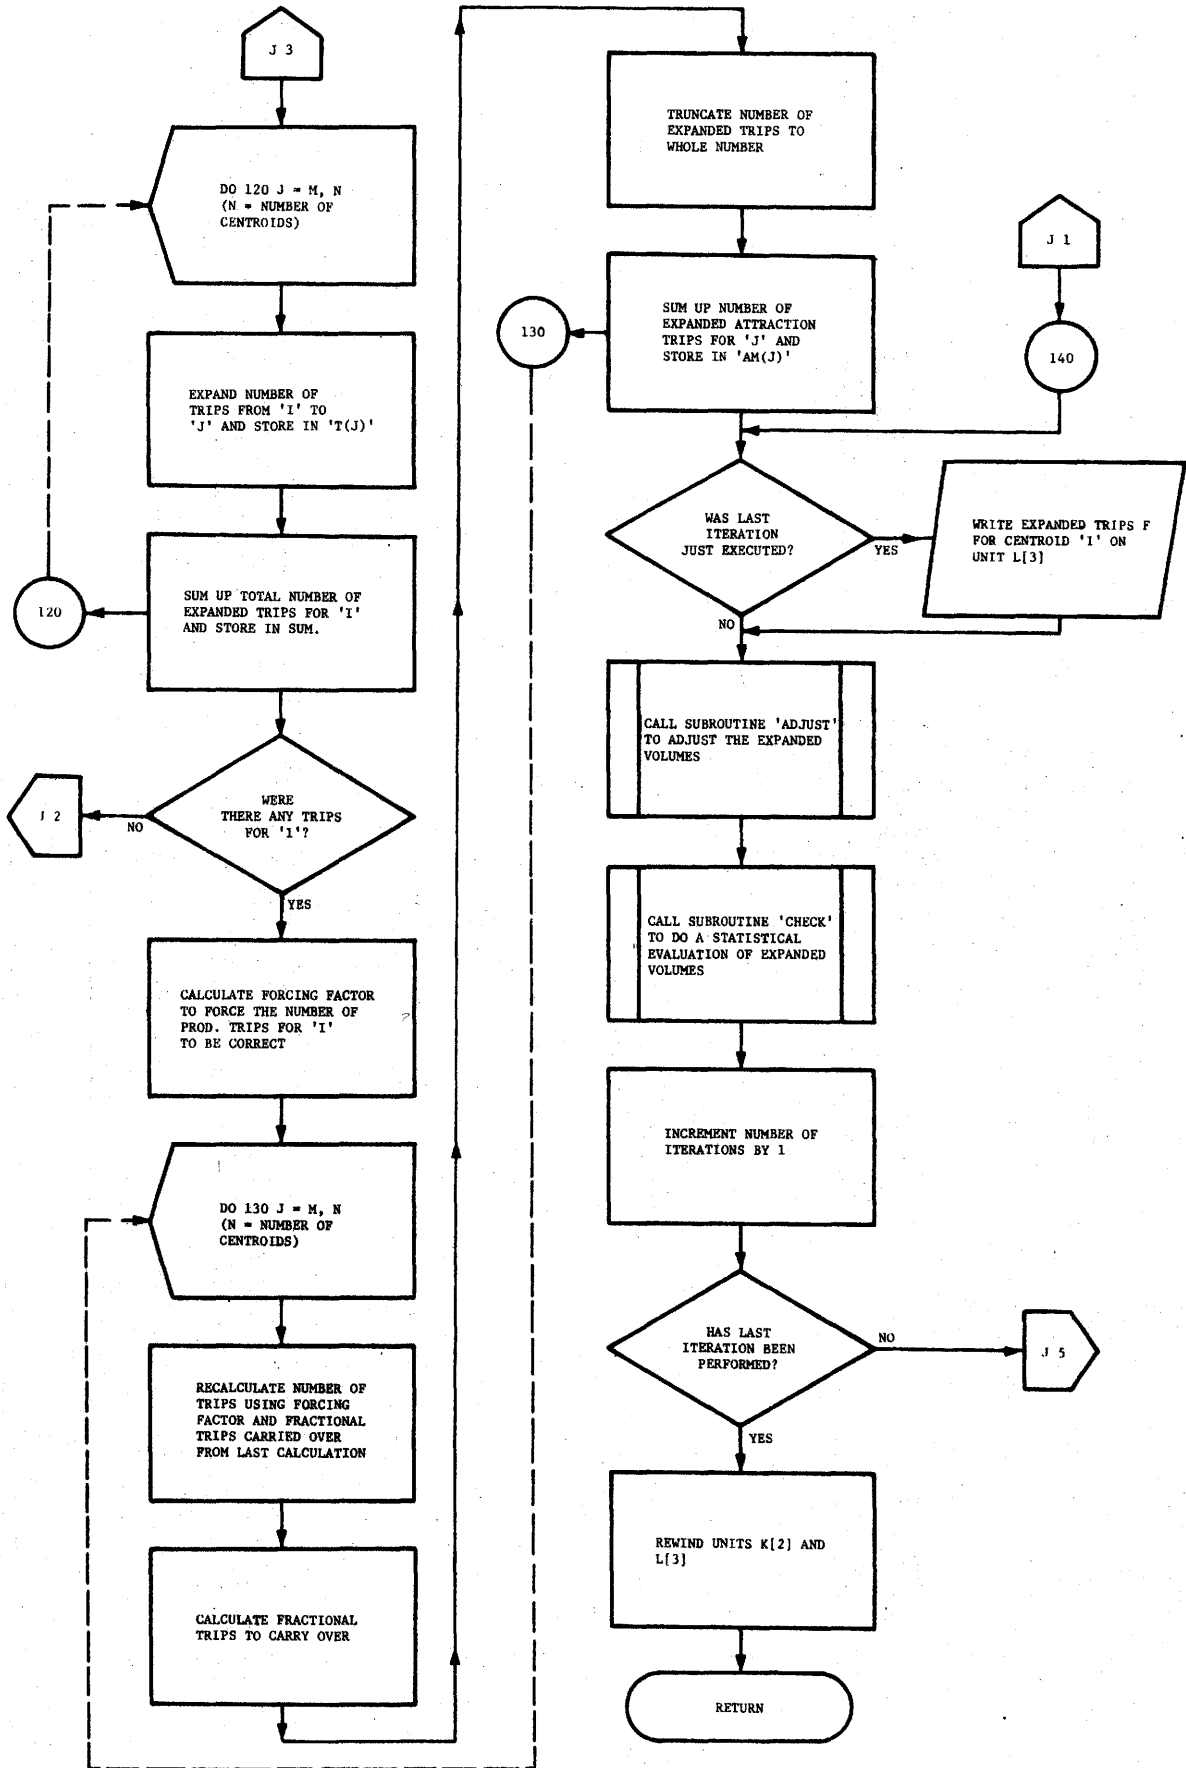 J 3
DO 120 J = M, N
(N = NUMBER OF
CENTROIDS)
EXPAND NUMBER OF
TRIPS FROM 'I' TO
'J' AND STORE IN 'T(J)'
SUM UP TOTAL NUMBER OF
EXPANDED TRIPS FOR 'I'
AND STORE IN SUM.
120
WERE
THERE ANY TRIPS
FOR '1'?
NO
J 2
YES
CALCULATE FORCING FACTOR
TO FORCE THE NUMBER OF
PROD. TRIPS FOR 'I'
TO BE CORRECT
DO 130 J = M, N
(N = NUMBER OF
CENTROIDS)
RECALCULATE NUMBER OF
TRIPS USING FORCING
FACTOR AND FRACTIONAL
TRIPS CARRIED OVER
FROM LAST CALCULATION
CALCULATE FRACTIONAL
TRIPS TO CARRY OVER
TRUNCATE NUMBER OF
EXPANDED TRIPS TO
WHOLE NUMBER
SUM UP NUMBER OF
EXPANDED ATTRACTION
TRIPS FOR 'J' AND
STORE IN 'AM(J)'
130
J 1
140
WAS LAST
ITERATION
JUST EXECUTED?
YES
WRITE EXPANDED TRIPS F
FOR CENTROID 'I' ON
UNIT L[3]
NO
CALL SUBROUTINE 'ADJUST'
TO ADJUST THE EXPANDED
VOLUMES
CALL SUBROUTINE 'CHECK'
TO DO A STATISTICAL
EVALUATION OF EXPANDED
VOLUMES
INCREMENT NUMBER OF
ITERATIONS BY 1
HAS LAST
ITERATION BEEN
PERFORMED?
NO
J 5
YES
REWIND UNITS K[2] AND
L[3]
RETURN